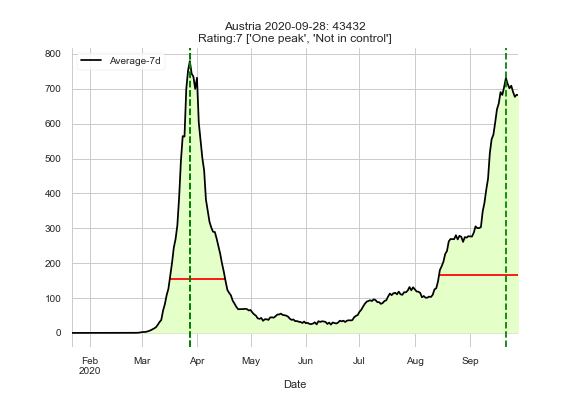 Austria 2020-09-28: 43432
Rating:7 ['One peak', 'Not in control']
Average-7d
800
700
600
500
400
300
200
100
0
Feb Mar Apr May Jun Jul Aug Sep
2020
Date